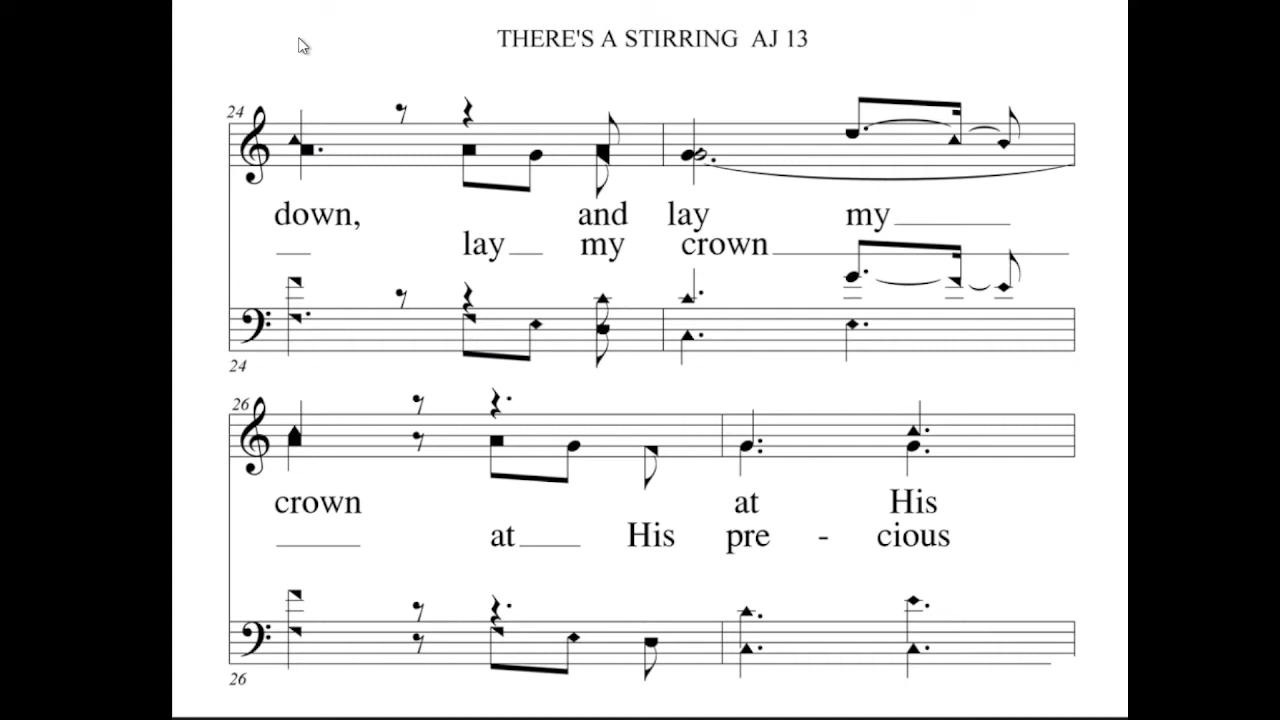 THERE'S A STIRRING AJ 13
24
down, and lay my
lay my crown
24
26
crown at His
at His pre - cious
26